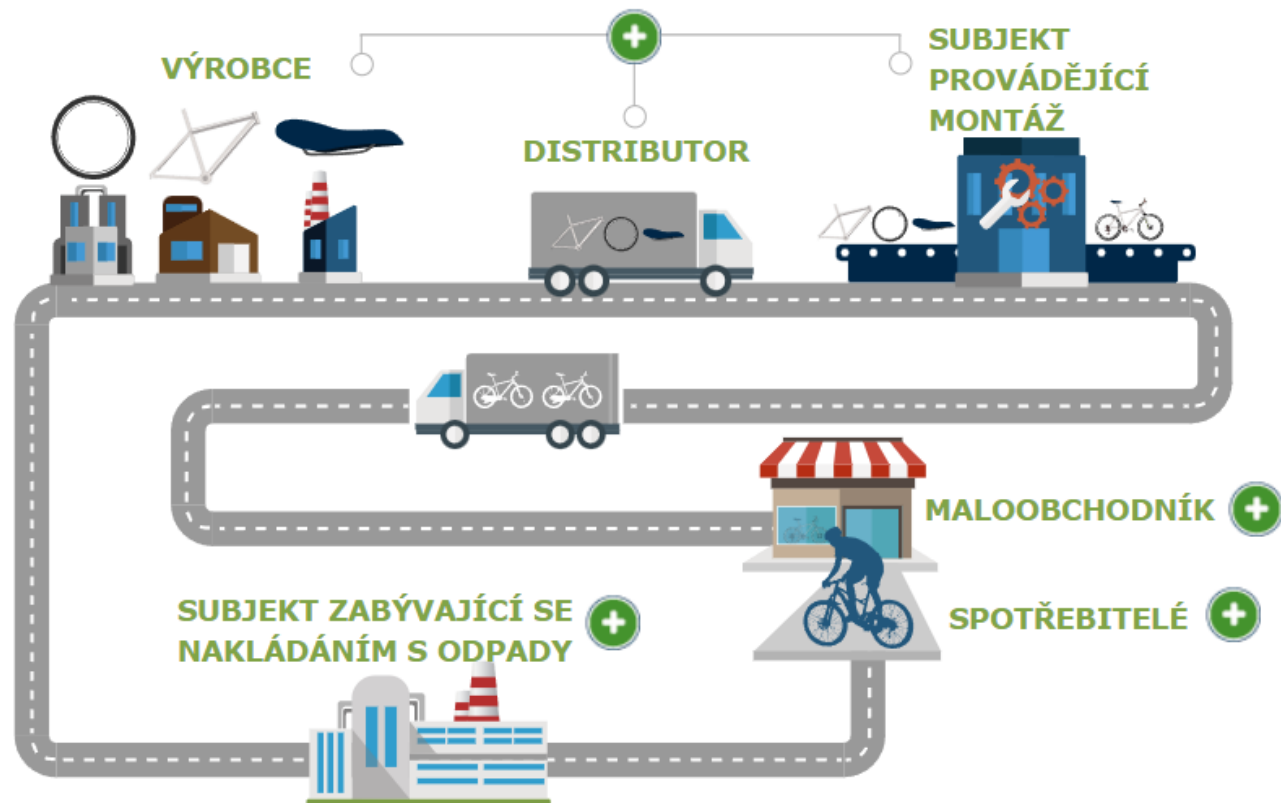 VÝROBCE
DISTRIBUTOR
SUBJEKT
PROVÁDĚJÍCÍ
MONTÁŽ
MALOOBCHODNÍK
SPOTŘEBITELÉ
SUBJEKT ZABÝVAJÍCÍ SE
NAKLÁDÁNÍM S ODPADY